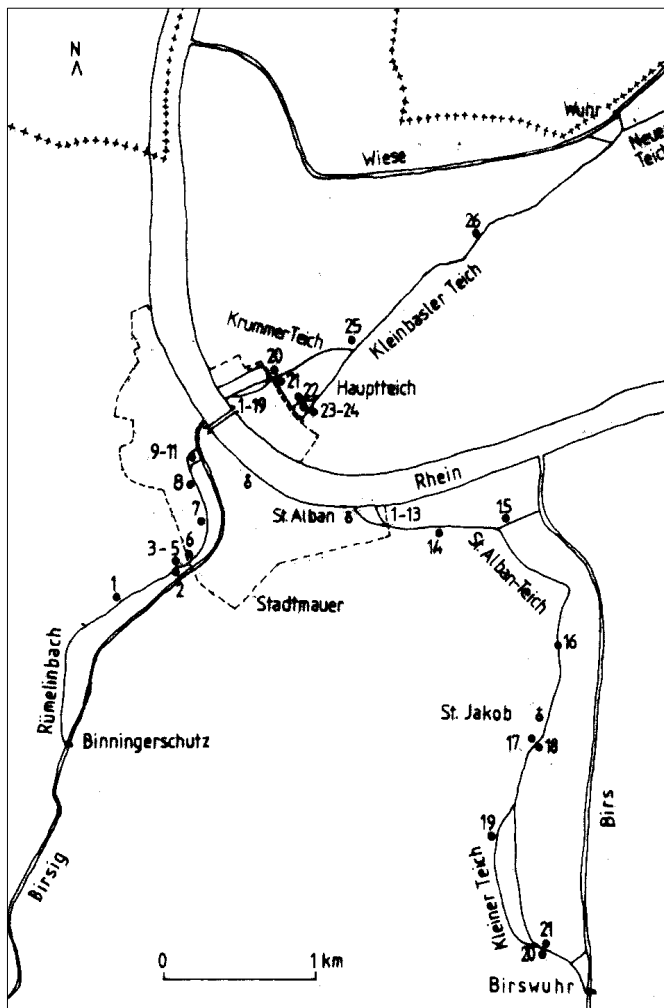 N
Wuhr
Neuer
Teich
Wiese
26
Kleinbasler Teich
Krummer Teich
25
20
21
22
Hauptteich
1-19
23-24
9-11
8
Rhein
7
St. Alban
1-13
15
14
St. Alban-Teich
3-5
6
2
1
Stadtmauer
16
Rümelinbach
St. Jakob
17
18
Binningerschutz
Birs
19
Birsig
Kleiner Teich
21
20
0
1 km
Birswuhr